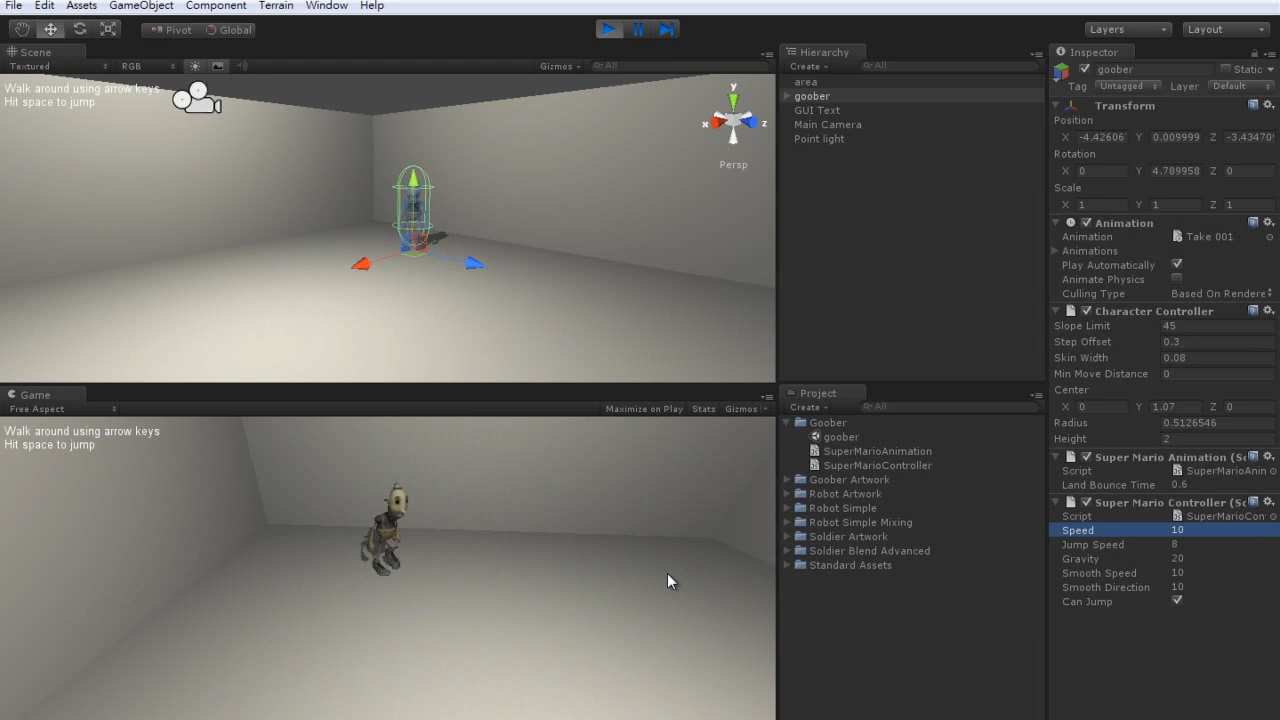 File Edit Assets GameObject Component Terrain Window Help
Pivot Global Layers Layout
Scene
Textured RGB Gizmos All
Walk around using arrow keys
Hit space to jump
y
x z
Persp
Game
Free Aspect Maximize on Play Stats Gizmos
Walk around using arrow keys
Hit space to jump
Hierarchy
Create All
area
goober
GUI Text
Main Camera
Point light
Project
Create All
Goober
goober
SuperMarioAnimation
SuperMarioController
Goober Artwork
Robot Artwork
Robot Simple
Robot Simple Mixing
Soldier Artwork
Soldier Blend Advanced
Standard Assets
Inspector
goober Static
Tag Untagged Layer Default
Transform
Position
X -4.42606 Y 0.009999 Z -3.434709
Rotation
X 0 Y 4.789958 Z 0
Scale
X 1 Y 1 Z 1
Animation
Animation Take 001
Animations
Play Automatically
Animate Physics
Culling Type Based On Rendere
Character Controller
Slope Limit 45
Step Offset 0.3
Skin Width 0.08
Min Move Distance 0
Center
X 0 Y 1.07 Z 0
Radius 0.5126546
Height 2
Super Mario Animation (Sc
Script SuperMarioAnin
Land Bounce Time 0.6
Super Mario Controller (Sc
Script SuperMarioCon
Speed 10
Jump Speed 8
Gravity 20
Smooth Speed 10
Smooth Direction 10
Can Jump